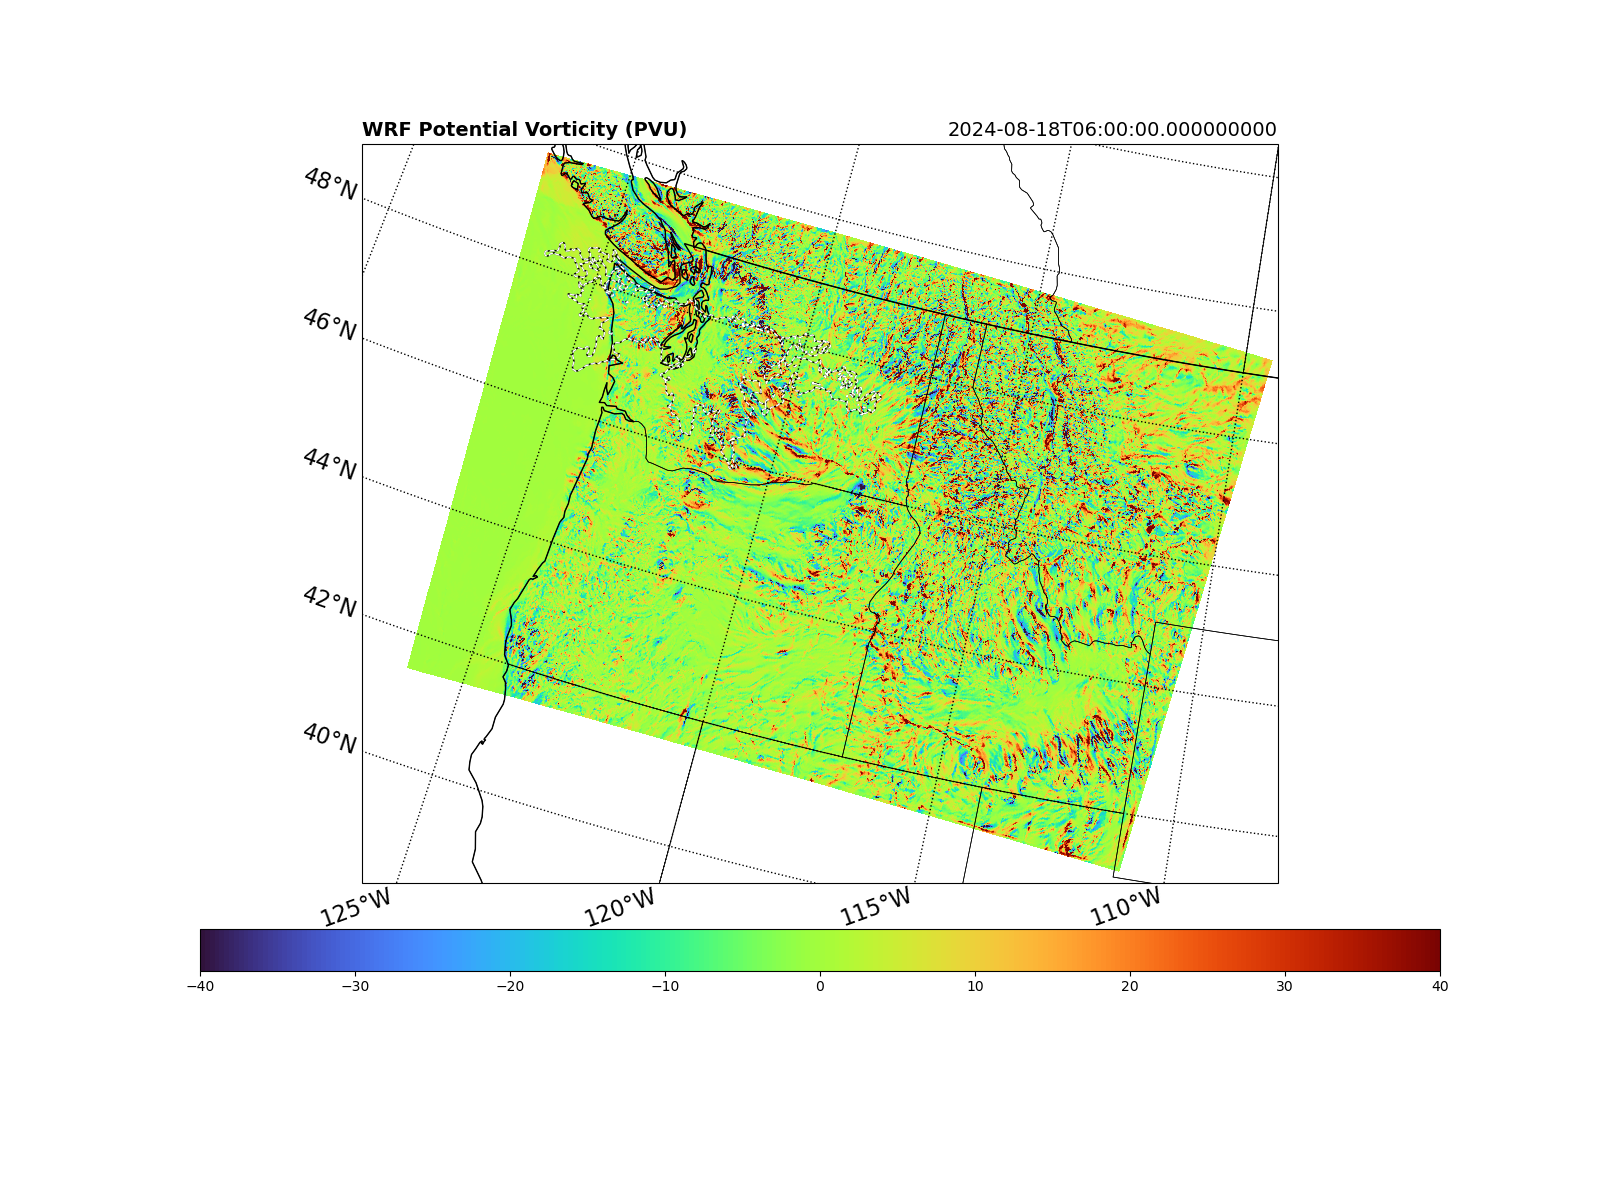 WRF Potential Vorticity (PVU) 2024-08-18T06:00:00.000000000
48°N
46°N
44°N
42°N
40°N
125°W 120°W 115°W 110°W
−40 −30 −20 −10 0 10 20 30 40